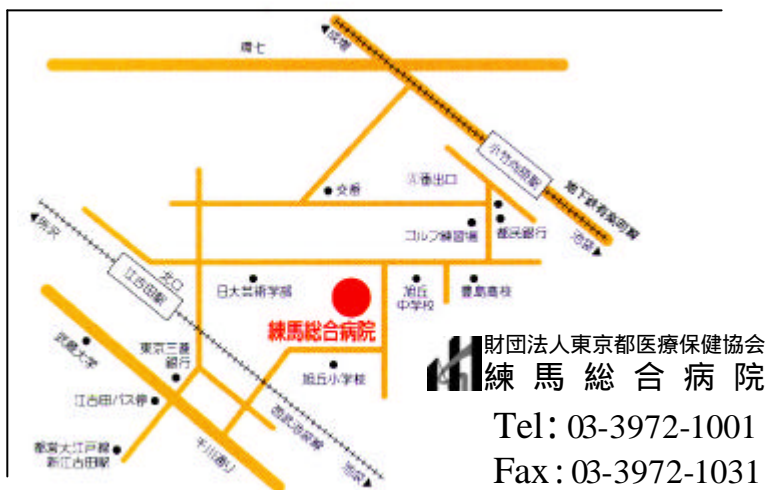 環七
◀成増
小竹向原駅
地下鉄有楽町線
池袋▶
交番
③番出口
ゴルフ練習場
都民銀行
◀所沢
江古田駅
北口
日大芸術学部
練馬総合病院
旭丘
中学校
豊島高校
武蔵大学
東京三菱
銀行
旭丘小学校
江古田バス停
都営大江戸線
新江古田駅
千川通り
西武池袋線
池袋▶
財団法人東京都医療保健協会
練馬総合病院
Tel: 03-3972-1001
Fax: 03-3972-1031